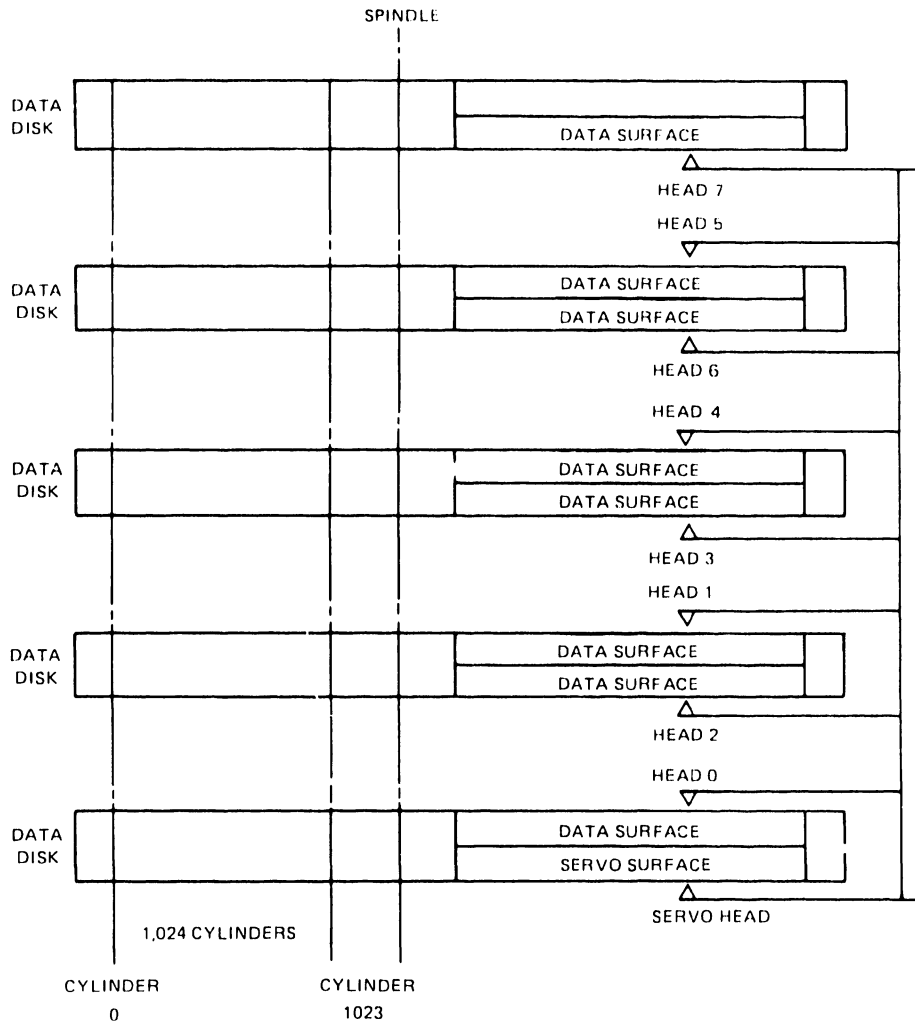 SPINDLE
DATA
DISK
DATA SURFACE
HEAD 7
HEAD 5
DATA
DISK
DATA SURFACE
DATA SURFACE
HEAD 6
HEAD 4
DATA
DISK
DATA SURFACE
DATA SURFACE
HEAD 3
HEAD 1
DATA
DISK
DATA SURFACE
DATA SURFACE
HEAD 2
HEAD 0
DATA
DISK
DATA SURFACE
SERVO SURFACE
SERVO HEAD
1,024 CYLINDERS
CYLINDER
0
CYLINDER
1023